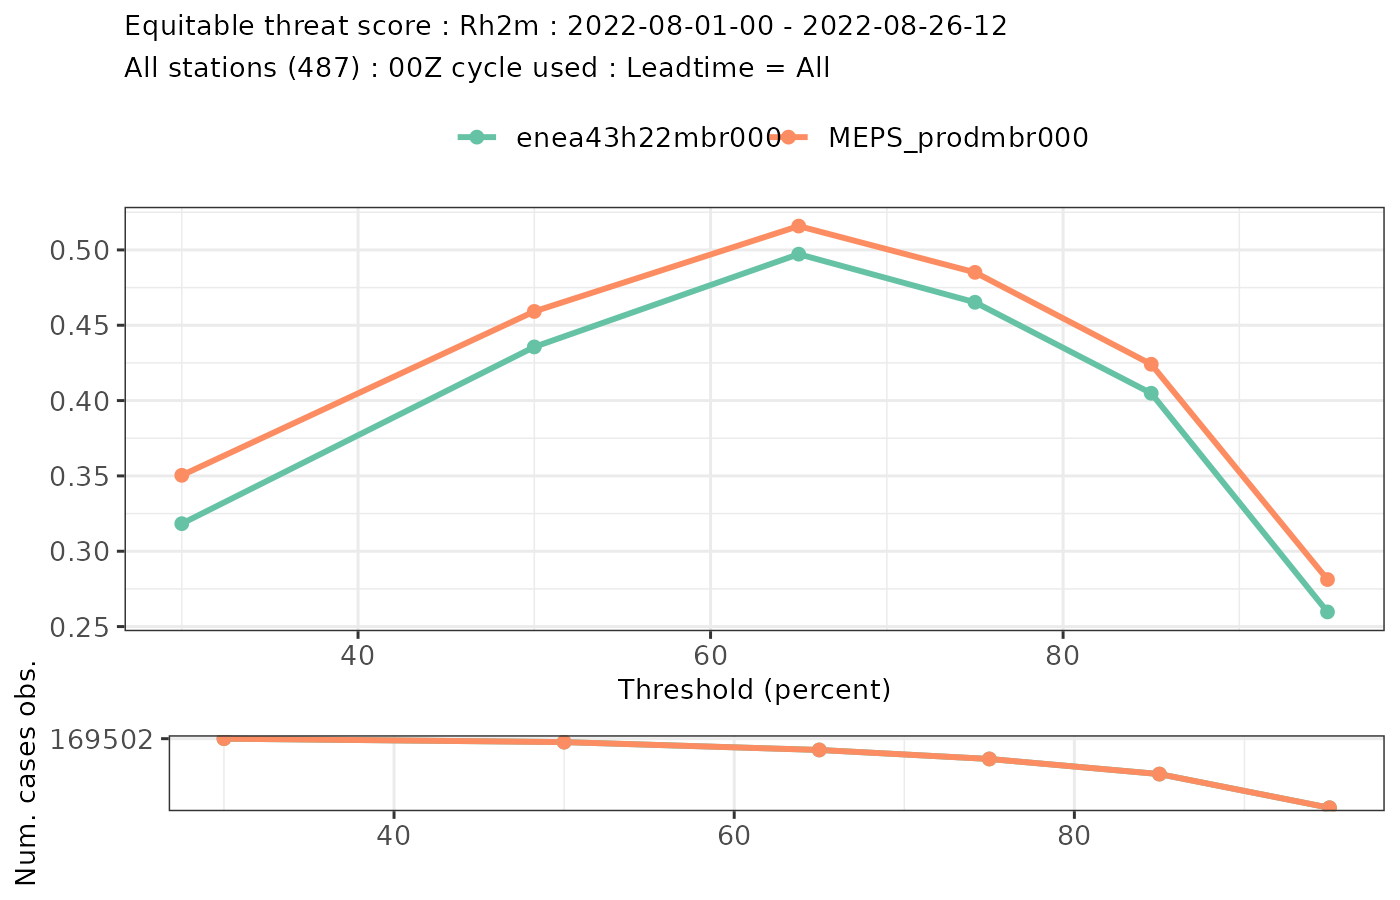 Equitable threat score : Rh2m : 2022-08-01-00 - 2022-08-26-12
All stations (487) : 00Z cycle used : Leadtime = All
enea43h22mbr000 MEPS_prodmbr000
0.50
0.45
0.40
0.35
0.30
0.25
40 60 80
Threshold (percent)
Num. cases obs.
169502
40 60 80